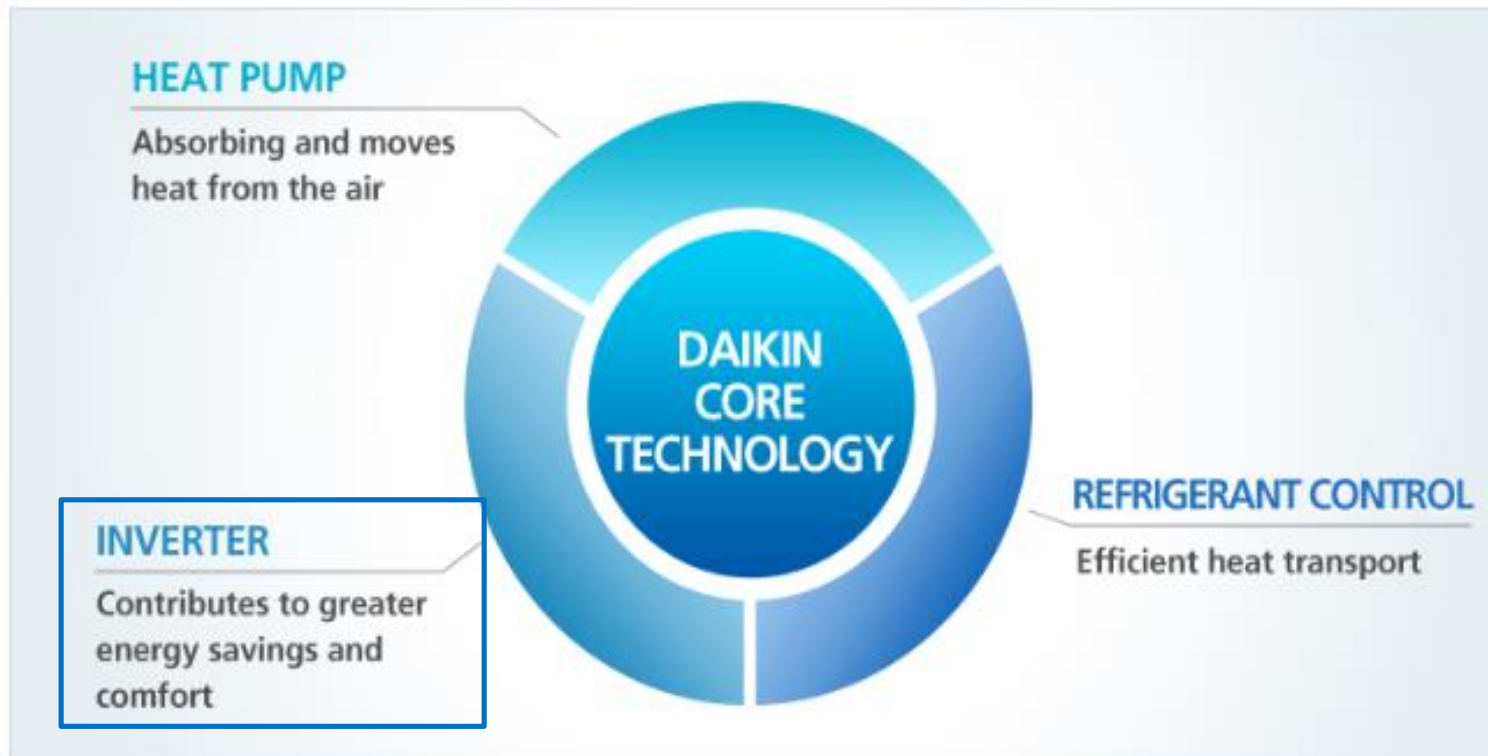 HEAT PUMP
Absorbing and moves
heat from the air
DAIKIN
CORE
TECHNOLOGY
INVERTER
Contributes to greater
energy savings and
comfort
REFRIGERANT CONTROL
Efficient heat transport